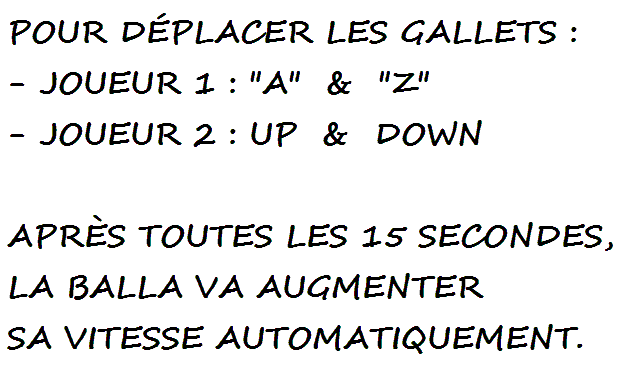 POUR DÉPLACER LES GALLETS :
- JOUEUR 1 : "A" & "Z"
- JOUEUR 2 : UP & DOWN
APRÈS TOUTES LES 15 SECONDES,
LA BALLA VA AUGMENTER
SA VITESSE AUTOMATIQUEMENT.